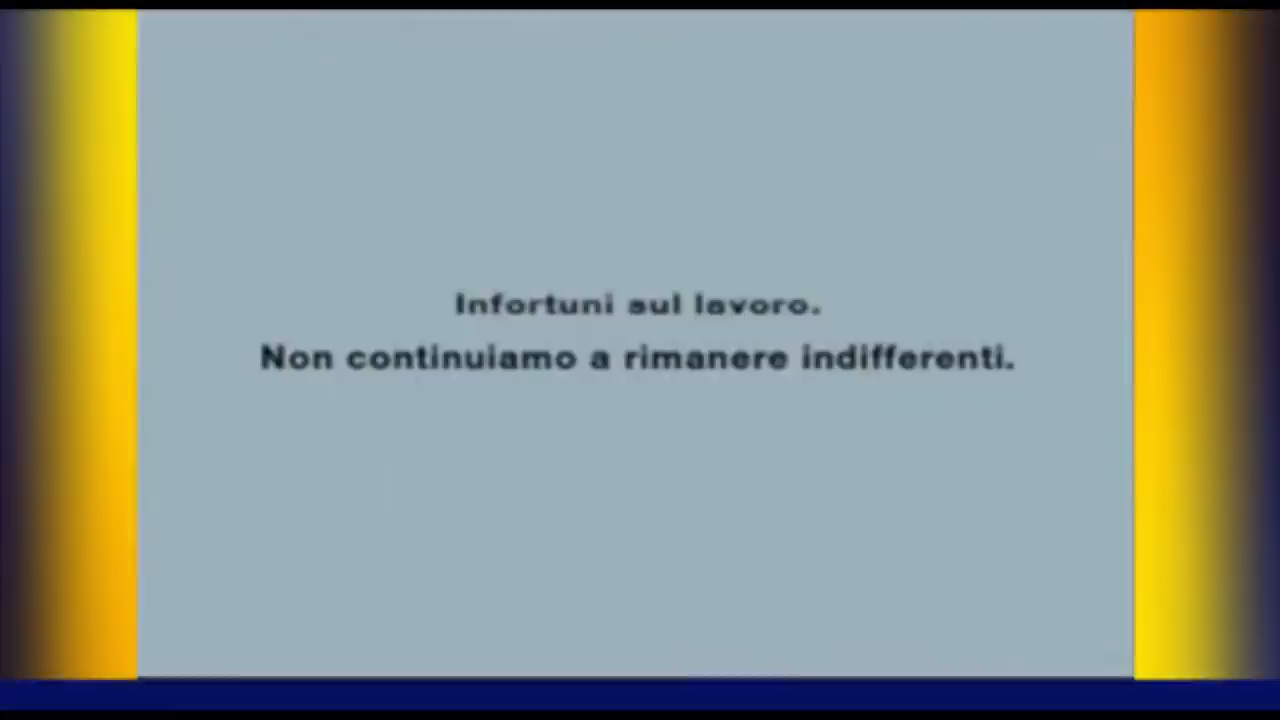 Infortuni sul lavoro.
Non continuiamo a rimanere indifferenti.